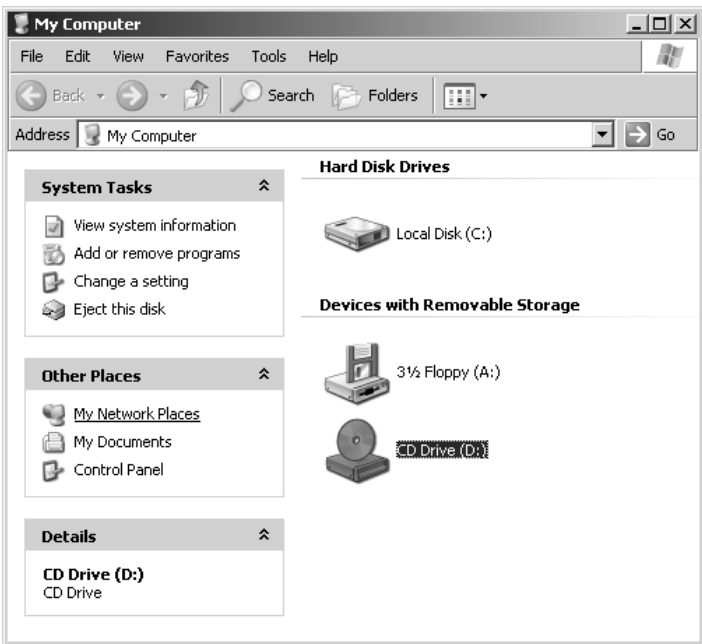 My Computer
File Edit View Favorites Tools Help
Back Search Folders
Address My Computer Go
System Tasks
View system information
Add or remove programs
Change a setting
Eject this disk
Other Places
My Network Places
My Documents
Control Panel
Details
CD Drive (D:)
CD Drive
Hard Disk Drives
Local Disk (C:)
Devices with Removable Storage
3½ Floppy (A:)
CD Drive (D:)